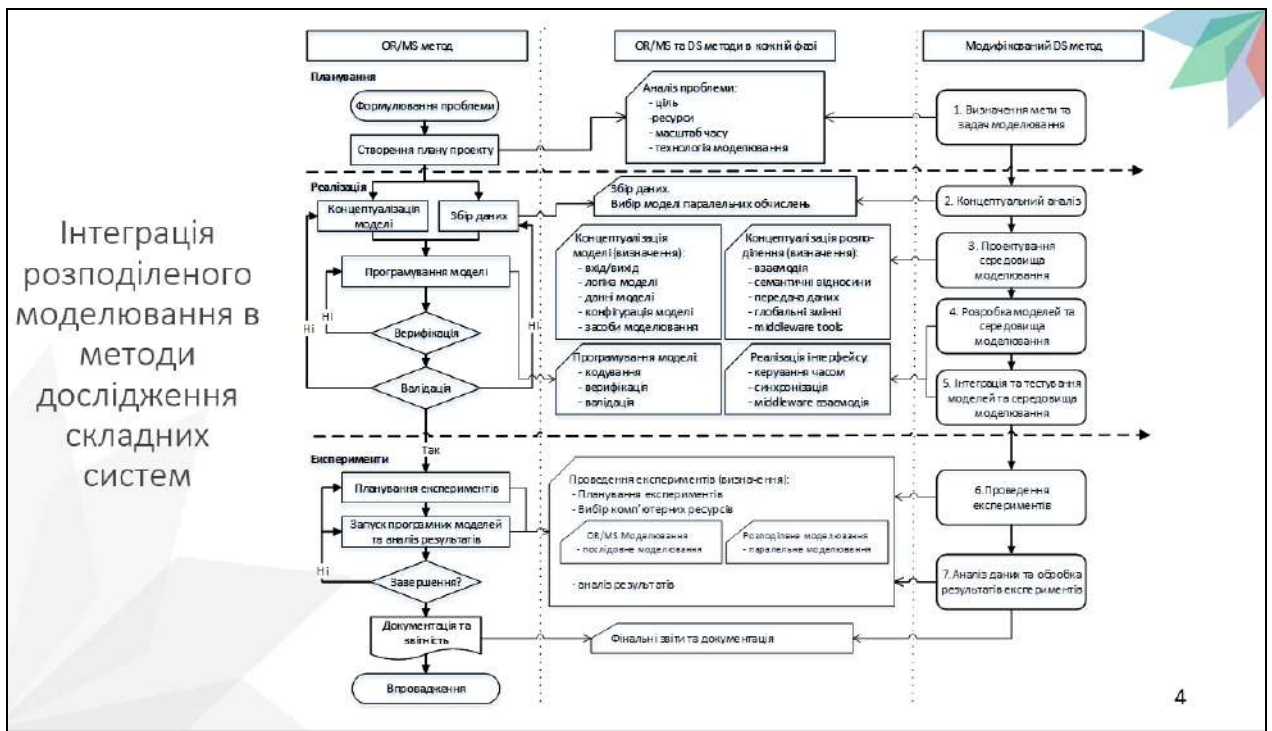 Інтеграція
розподіленого
моделювання в
методи
дослідження
складних
систем
OR/MS метод
OR/MS та DS методи в кожній фазі
Модифікований DS метод
Планування
Формулювання проблеми
Створення плану проекту
Аналіз проблеми:
- ціль
-ресурси
- масштаб часу
- технологія моделювання
1. Визначення мети та
задач моделювання
Реалізація
Концептуалізація
моделі
Збір даних
Збір даних.
Вибір моделі паралельних обчислень
2. Концептуальний аналіз
Програмування моделі
Ні
Ні
Ні
Верифікація
Валідація
Концептуалізація
моделі (визначення):
- вхід/вихід
- логіка моделі
- данні моделі
- конфігурація моделі
- засоби моделювання
Концептуалізація розпо-
ділення (визначення):
- взаємодія
- семантичні відносини
- передача даних
- глобальні змінні
- middleware tools
3. Проектування
середовища
моделювання
4. Розробка моделей та
середовища
моделювання
Програмування моделі:
- кодування
- верифікація
- валідація
Реалізація інтерфейсу:
- керування часом
- синхронізація
- middleware взаємодія
5. Інтеграція та тестування
моделей та середовища
моделювання
Так
Експерименти
Планування експериментів
Запуск програмних моделей
та аналіз результатів
Ні
Завершення?
Проведення експериментів (визначення):
- Планування експериментів
- Вибір комп'ютерних ресурсів
OR/MS Моделювання
- послідовне моделювання
Розподілене моделювання
- паралельне моделювання
- аналіз результатів
6.Проведення
експериментів
7.Аналіз даних та обробка
результатів експериментів
Документація та
звітність
Фінальні звіти та документація
Впровадження
4